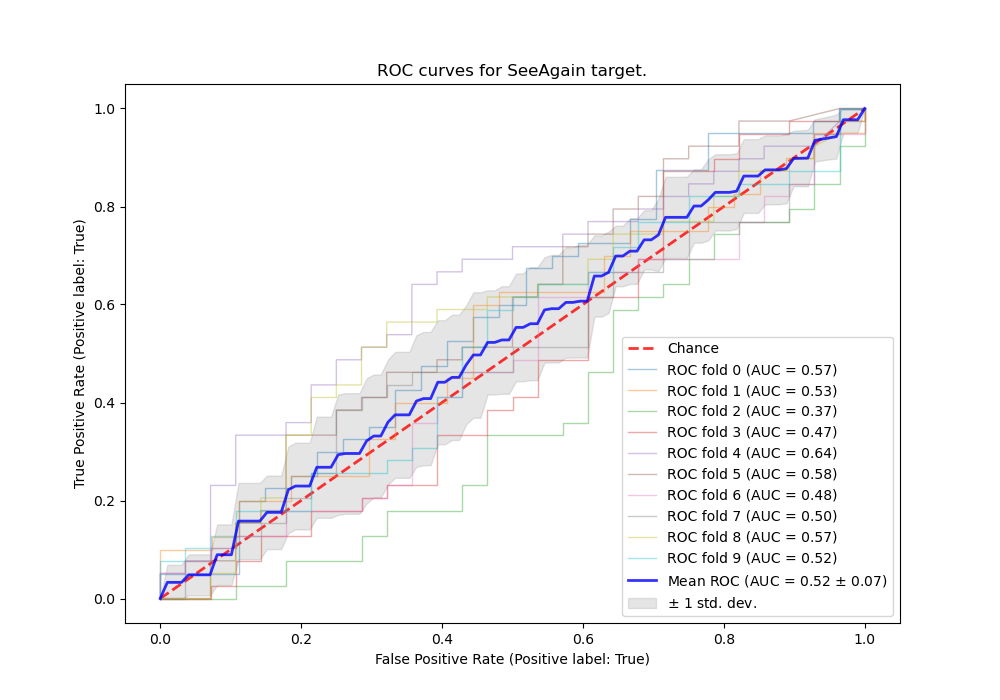 ROC curves for SeeAgain target.
True Positive Rate (Positive label: True)
1.0
0.8
0.6
0.4
0.2
0.0
0.0 0.2 0.4 0.6 0.8 1.0
False Positive Rate (Positive label: True)
Chance
ROC fold 0 (AUC = 0.57)
ROC fold 1 (AUC = 0.53)
ROC fold 2 (AUC = 0.37)
ROC fold 3 (AUC = 0.47)
ROC fold 4 (AUC = 0.64)
ROC fold 5 (AUC = 0.58)
ROC fold 6 (AUC = 0.48)
ROC fold 7 (AUC = 0.50)
ROC fold 8 (AUC = 0.57)
ROC fold 9 (AUC = 0.52)
Mean ROC (AUC = 0.52 ± 0.07)
± 1 std. dev.